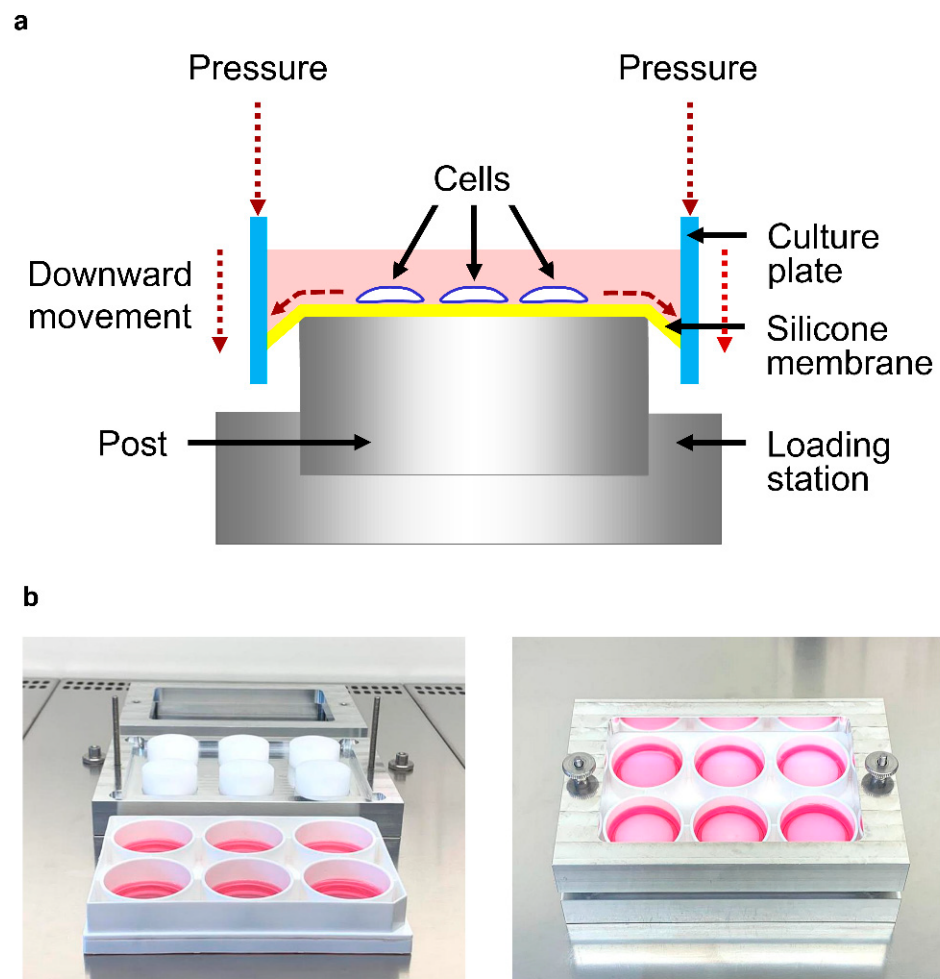 a
Pressure
Pressure
Cells
Culture
plate
Downward
movement
Silicone
membrane
Post
Loading
station
b